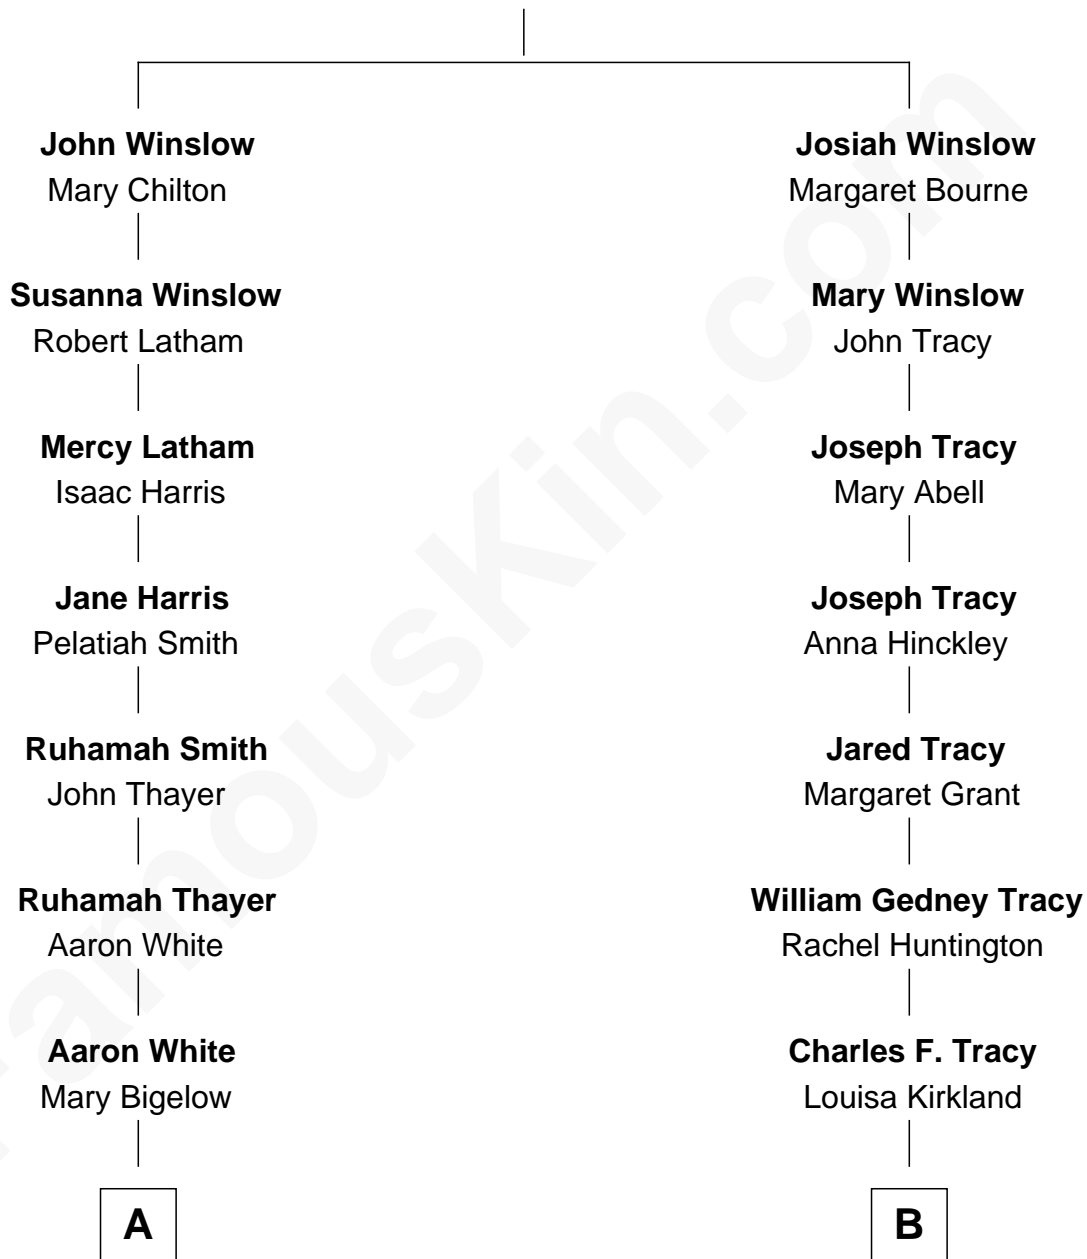 John Winslow
Mary Chilton
Susanna Winslow
Robert Latham
Mercy Latham
Isaac Harris
Jane Harris
Pelatiah Smith
Ruhamah Smith
John Thayer
Ruhamah Thayer
Aaron White
Aaron White
Mary Bigelow
A
Josiah Winslow
Margaret Bourne
Mary Winslow
John Tracy
Joseph Tracy
Mary Abell
Joseph Tracy
Anna Hinckley
Jared Tracy
Margaret Grant
William Gedney Tracy
Rachel Huntington
Charles F. Tracy
Louisa Kirkland
B
FamousKin.com